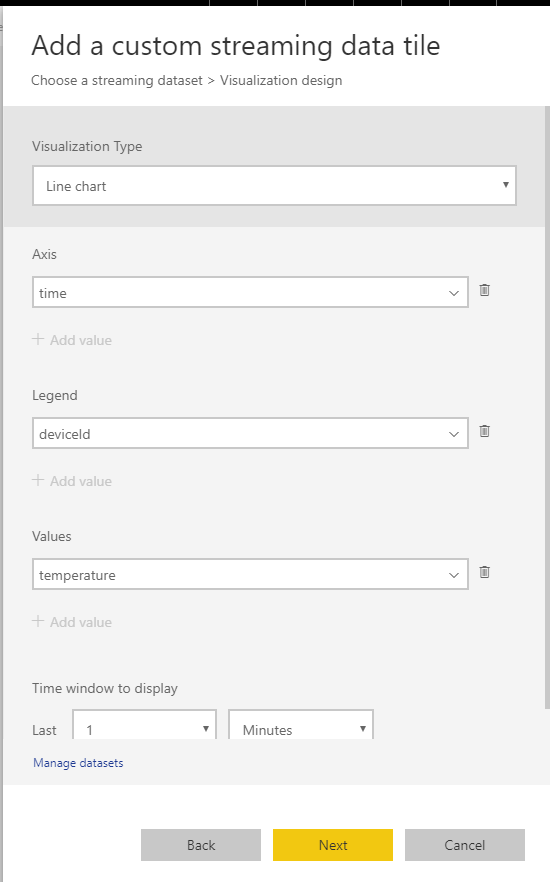 Add a custom streaming data tile
Choose a streaming dataset > Visualization design
Visualization Type
Line chart
Axis
time
+ Add value
Legend
deviceId
+ Add value
Values
temperature
+ Add value
Time window to display
Last 1 Minutes
Manage datasets
Back Next Cancel